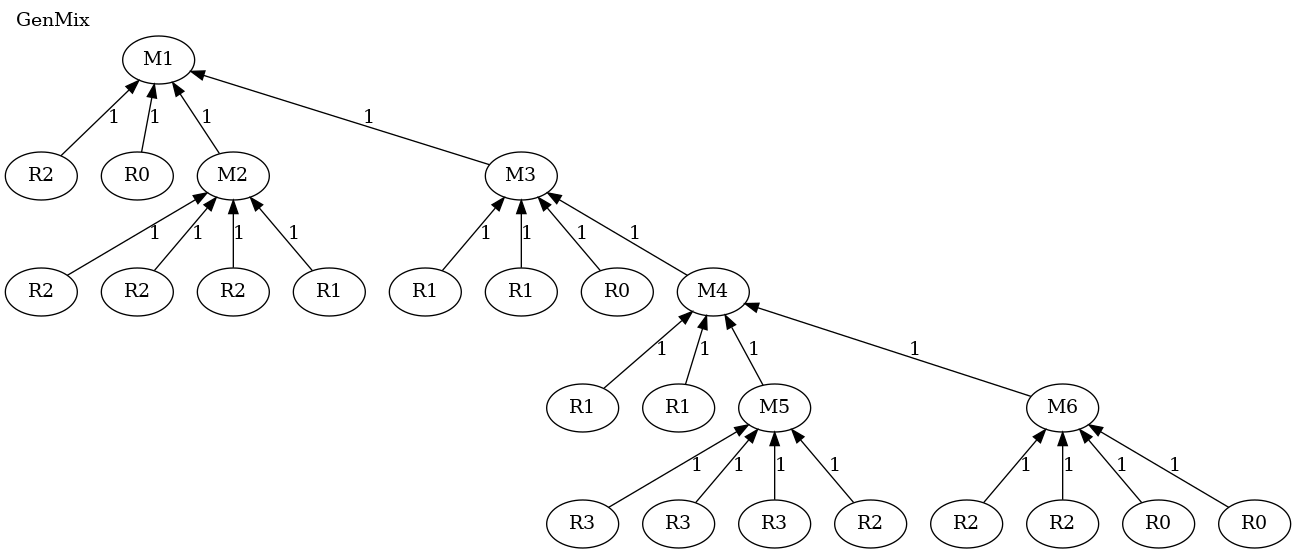 GenMix
M1
1 1 1 1
R2 R0 M2 M3
1 1 1 1 1 1 1 1
R2 R2 R2 R1 R1 R1 R0 M4
1 1 1 1
R1 R1 M5 M6
1 1 1 1 1 1 1 1
R3 R3 R3 R2 R2 R2 R0 R0